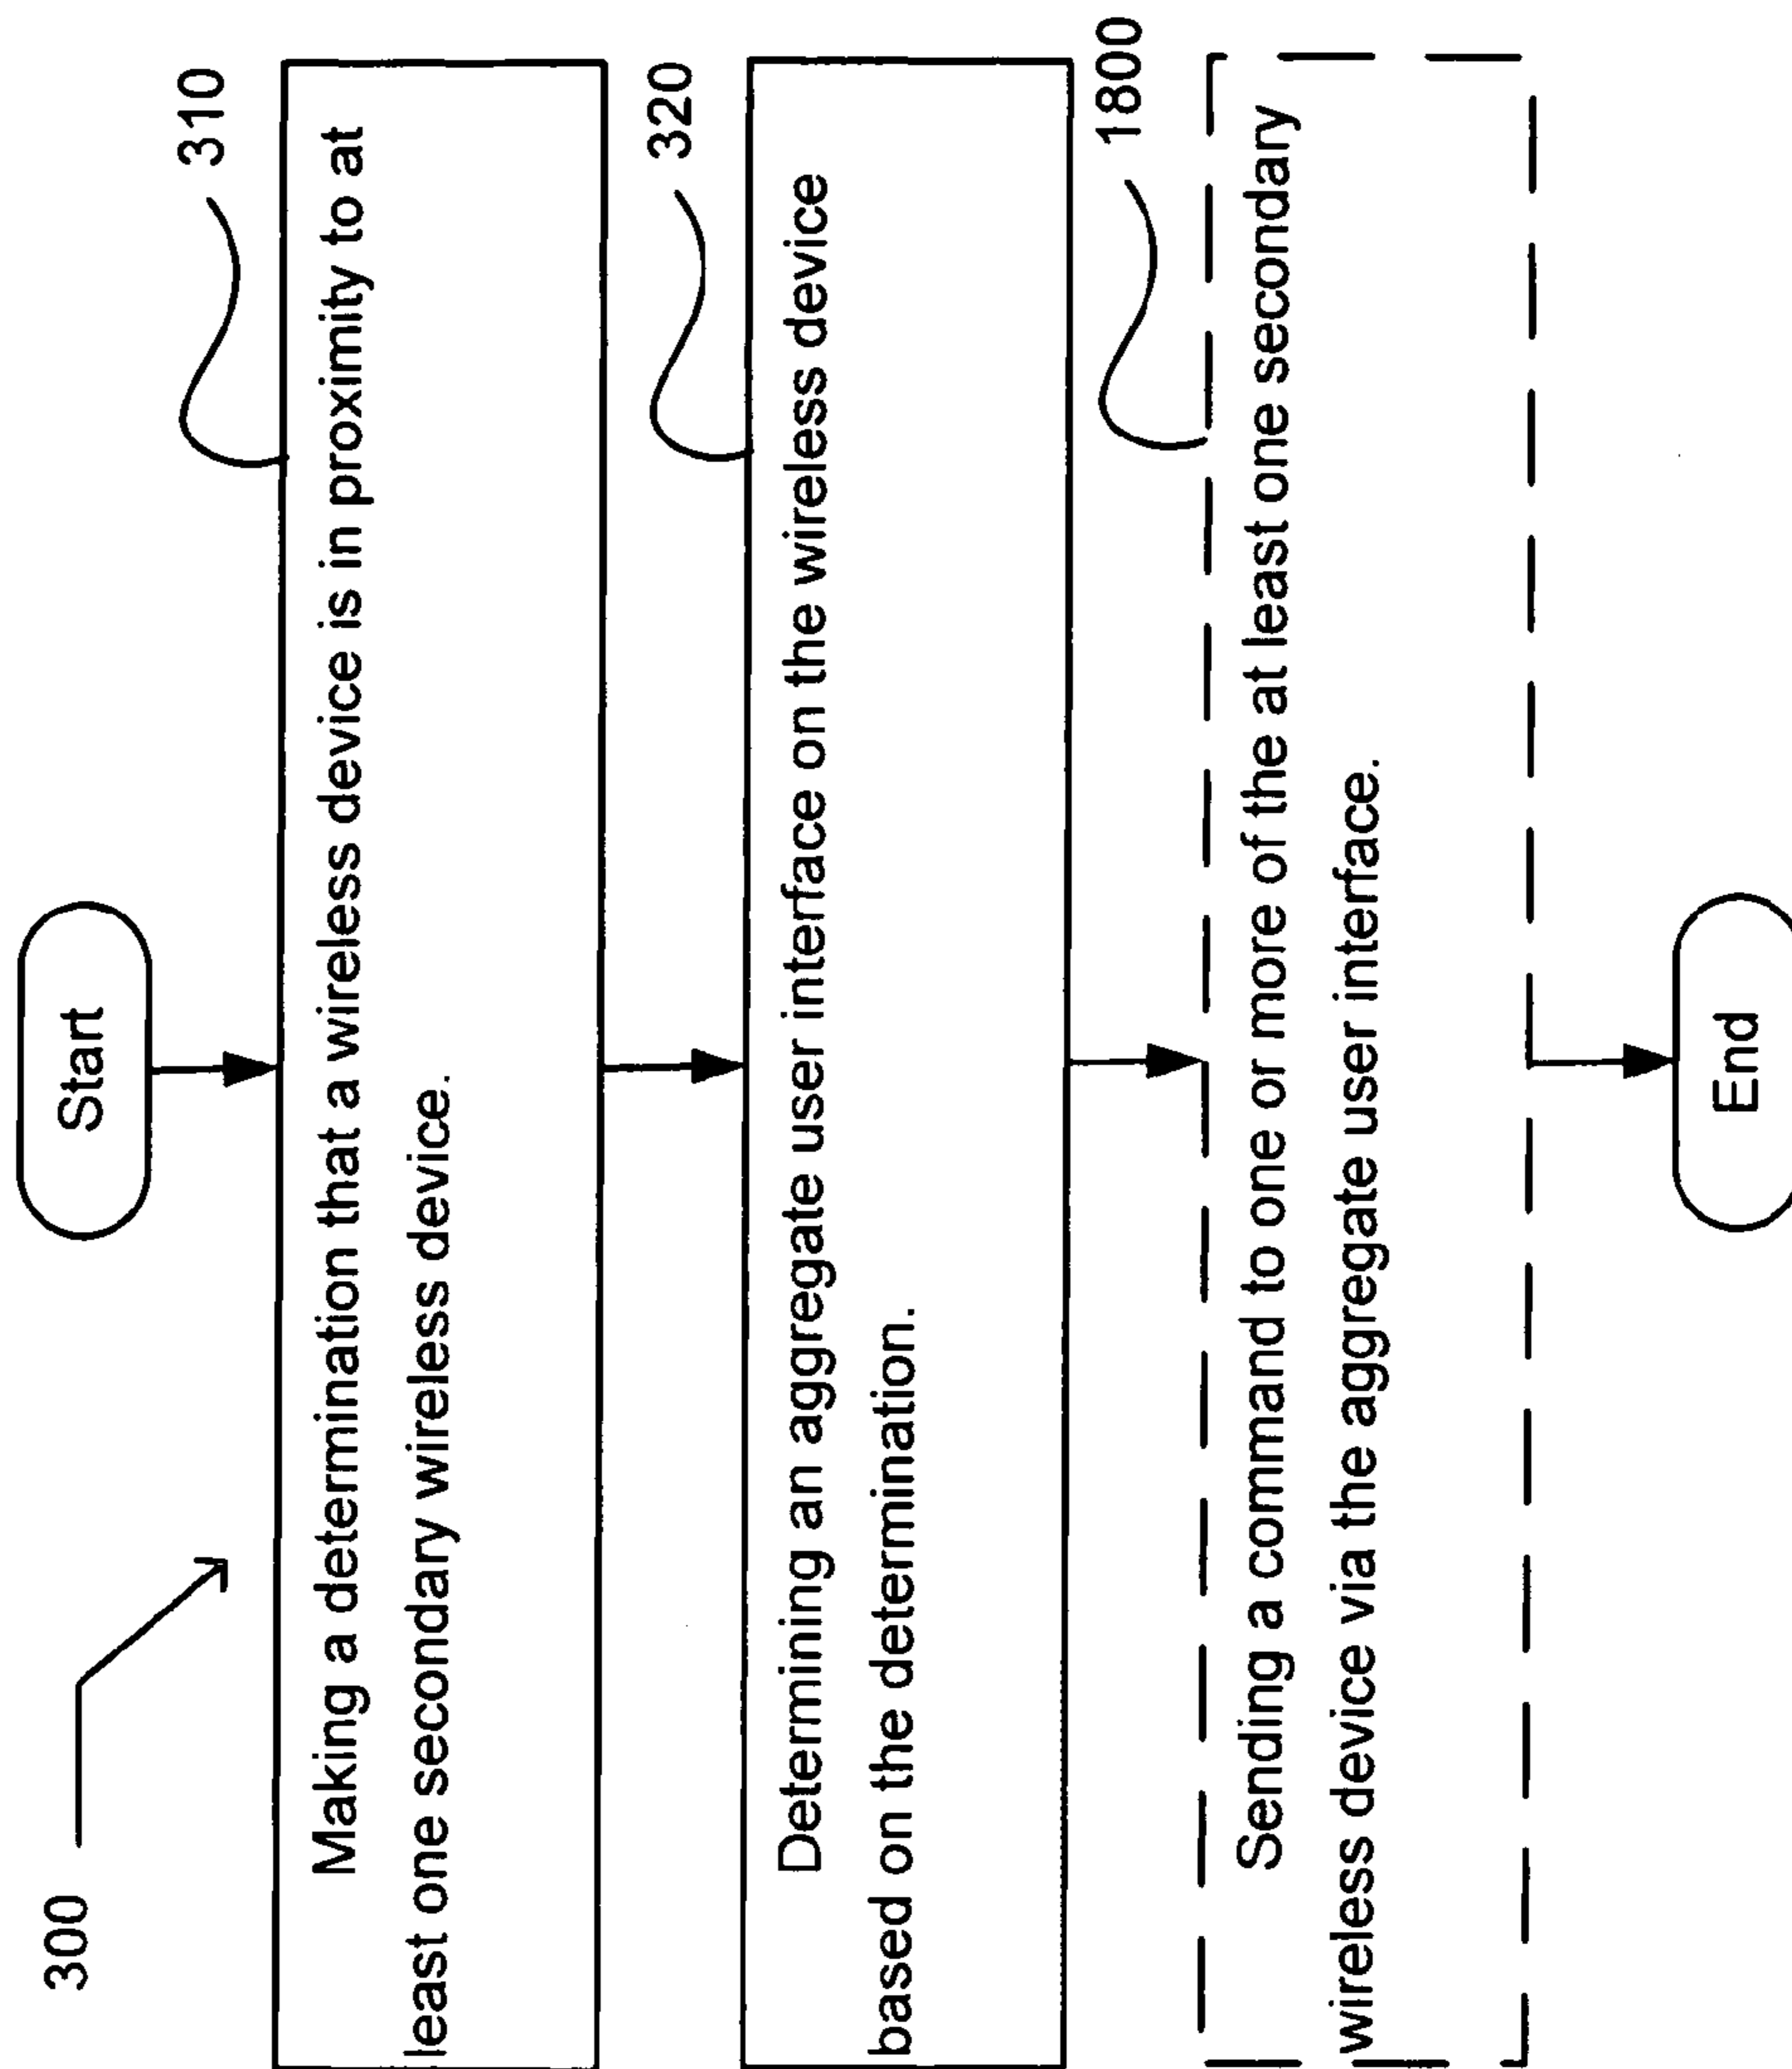 300
Start
310
Making a determination that a wireless device is in proximity to at
least one secondary wireless device.
320
Determining an aggregate user interface on the wireless device
based on the determination.
1800
Sending a command to one or more of the at least one secondary
wireless device via the aggregate user interface.
End